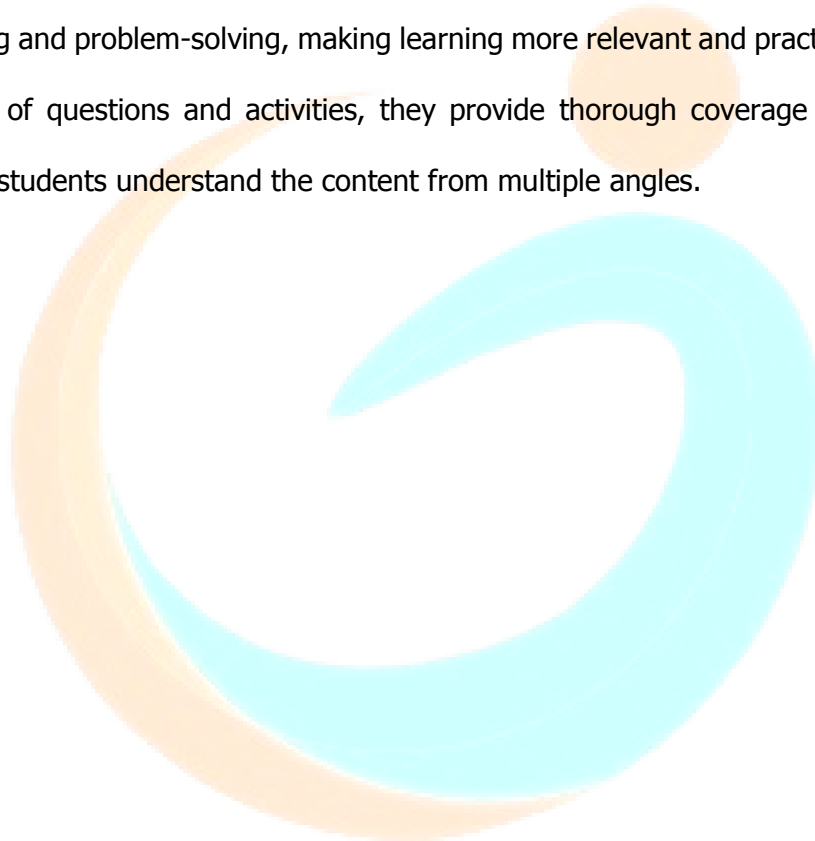 and problem-solving, making learning more relevant and
of questions and activities, they provide thorough coverage
students understand the content from multiple angles.